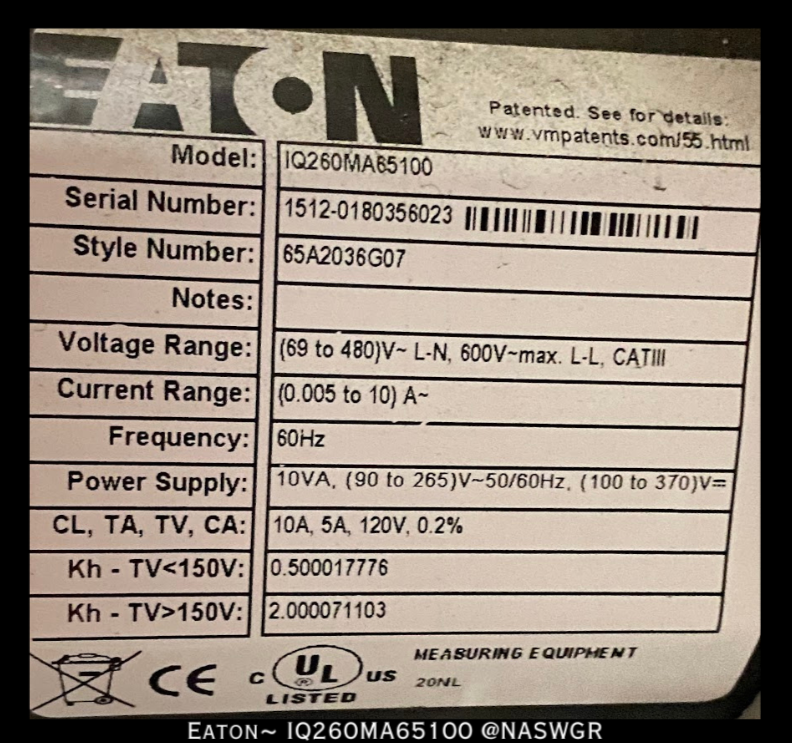 EATON
Patented. See for details:
www.vmpatents.com/55.html
Model: IQ260MA65100
Serial Number: 1512-0180356023
Style Number: 65A2036G07
Notes:
Voltage Range: (69 to 480)V~ L-N, 600V~max. L-L, CATIII
Current Range: (0.005 to 10) A~
Frequency: 60Hz
Power Supply: 10VA, (90 to 265)V~50/60Hz, (100 to 370)V⎓
CL, TA, TV, CA: 10A, 5A, 120V, 0.2%
Kh - TV<150V: 0.500017776
Kh - TV>150V: 2.000071103
CE C UL ® US LISTED
MEASURING EQUIPMENT
20NL
EATON~ IQ260MA65100 @NASWGR